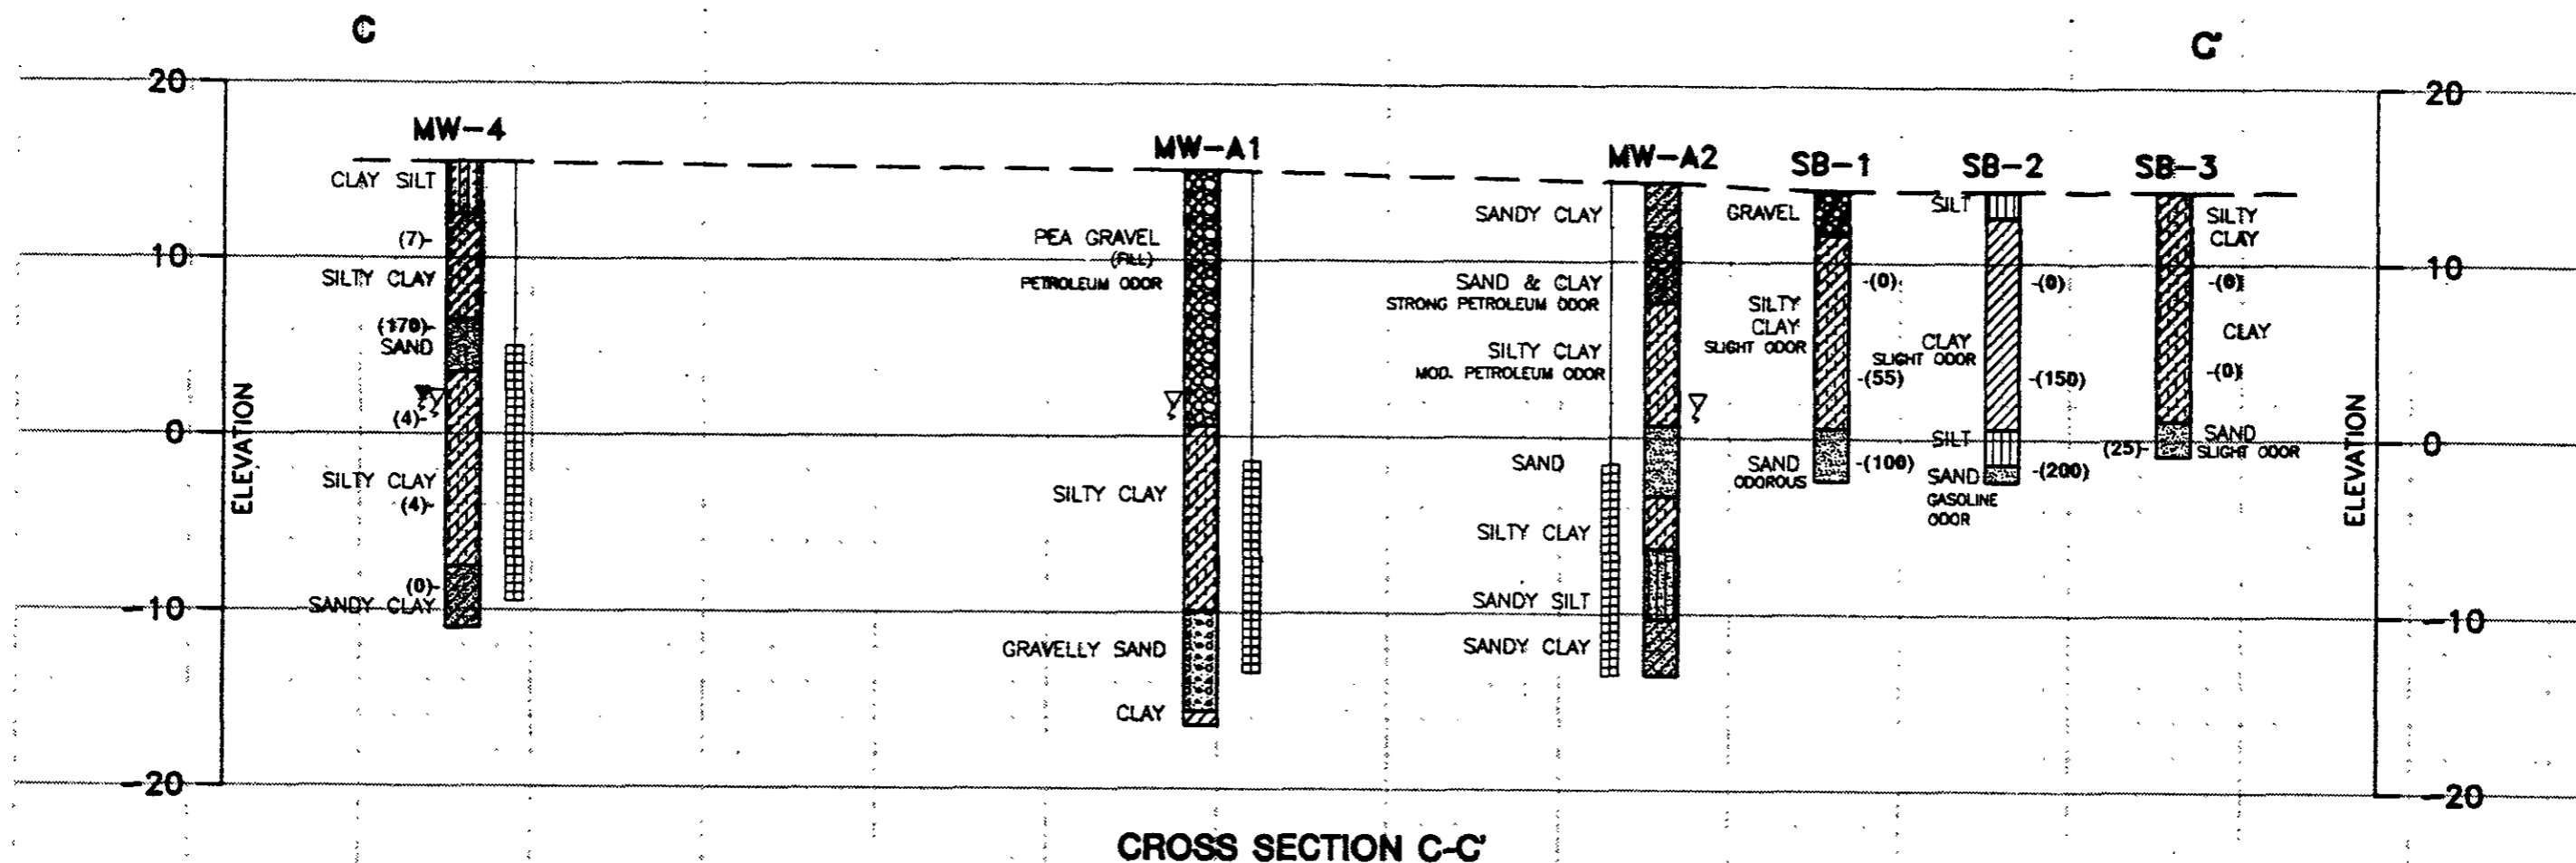 C
C'
20
20
MW-4
MW-A1
MW-A2
SB-1
SB-2
SB-3
CLAY SILT
(7)-
10
SILTY CLAY
(170)-
SAND
(4)-
0
ELEVATION
SILTY CLAY
(4)-
(0)-
-10
SANDY CLAY
-20
PEA GRAVEL
(FILL)
PETROLEUM ODOR
SILTY CLAY
GRAVELLY SAND
CLAY
SANDY CLAY
SAND & CLAY
STRONG PETROLEUM ODOR
SILTY CLAY
MOD. PETROLEUM ODOR
SAND
SILTY CLAY
SANDY SILT
SANDY CLAY
GRAVEL
-(0)
SILTY
CLAY
SLIGHT ODOR
-(55)
SAND
ODOROUS
-(100)
SILT
-(0)
CLAY
SLIGHT ODOR
-(150)
SILT
SAND
-(200)
GASOLINE
ODOR
SILTY
CLAY
-(0)
CLAY
-(0)
SAND
(25)-
SLIGHT ODOR
10
ELEVATION
0
-10
-20
CROSS SECTION C-C'